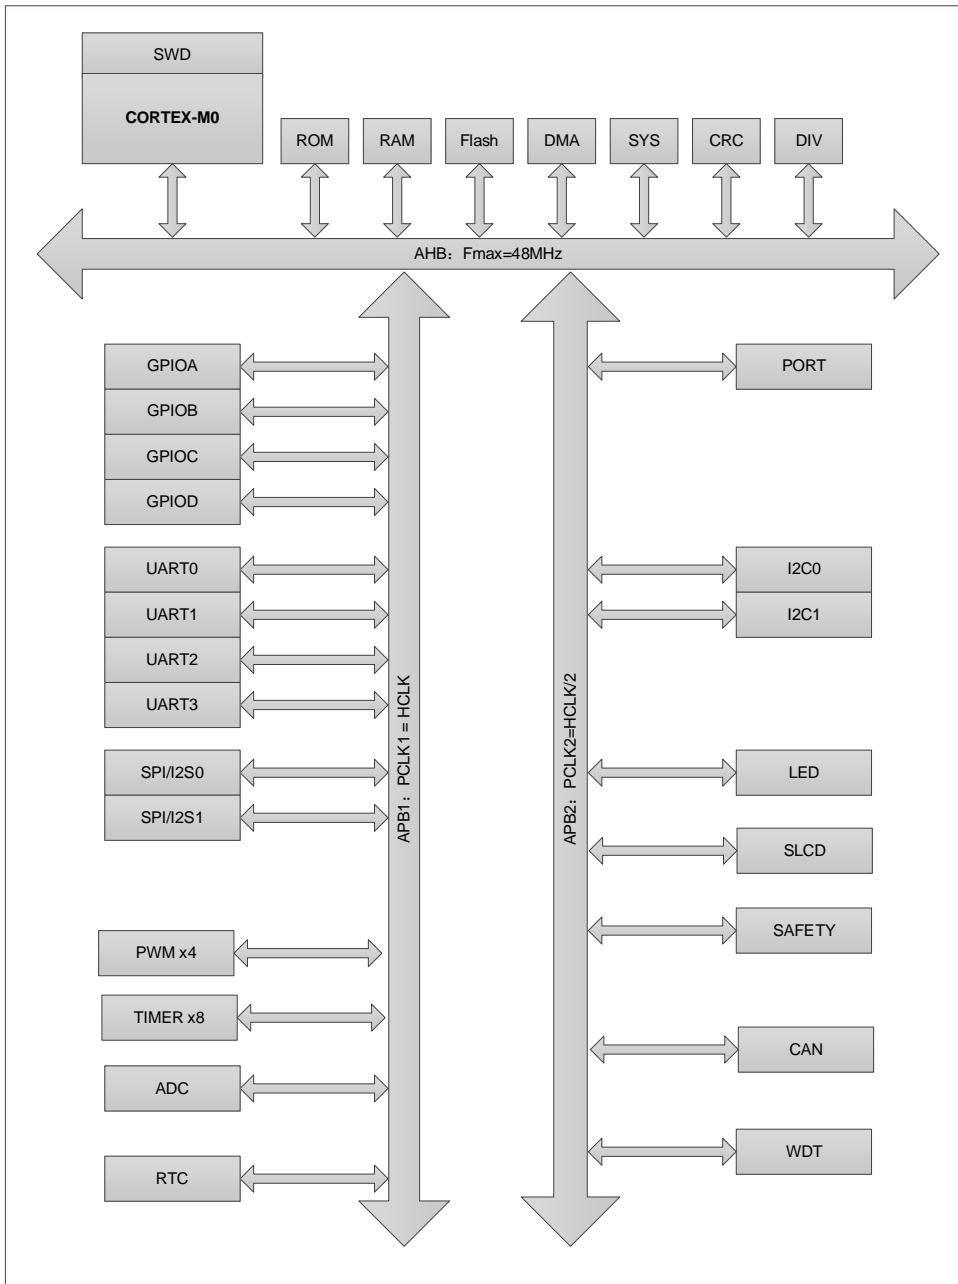 SWD
CORTEX-M0
ROM
RAM
Flash
DMA
SYS
CRC
DIV
AHB：Fmax=48MHz
GPIOA
GPIOB
GPIOC
GPIOD
UART0
UART1
UART2
UART3
SPI/I2S0
SPI/I2S1
PWM x4
TIMER x8
ADC
RTC
APB1：PCLK1 = HCLK
APB2：PCLK2=HCLK/2
PORT
I2C0
I2C1
LED
SLCD
SAFETY
CAN
WDT